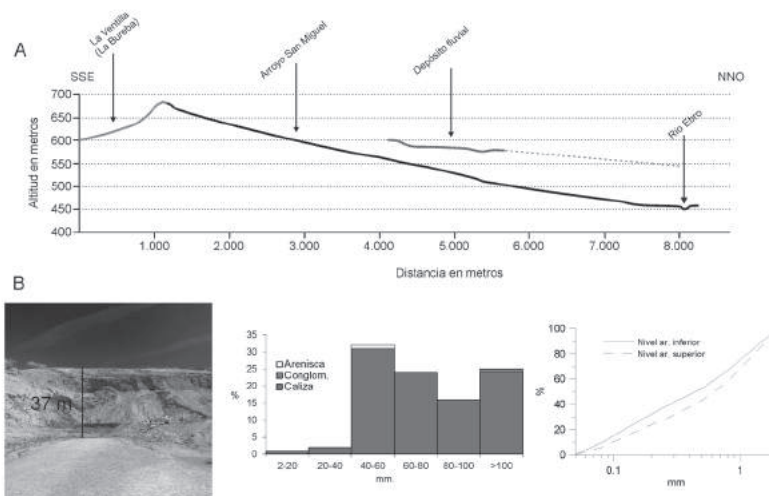 A
La Ventilla
(La Bureba)
Arroyo San Miguel
Depósito fluvial
Río Ebro
SSE
NNO
Altitud en metros
700
650
600
550
500
450
400
1.000
2.000
3.000
4.000
5.000
6.000
7.000
8.000
Distancia en metros
B
37 m
%
35
30
25
20
15
10
5
0
Arenisca
Conglom.
Caliza
2-20
20-40
40-60
60-80
80-100
>100
mm.
%
100
80
60
40
20
0
Nivel ar. inferior
Nivel ar. superior
0.1
1
mm